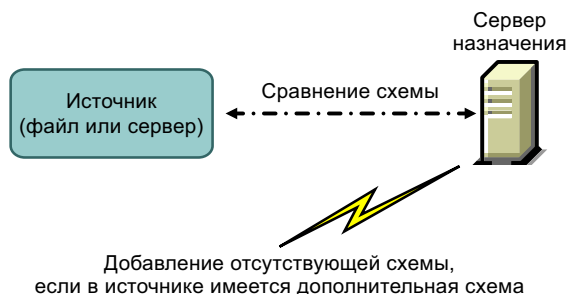 Сервер
назначения
Источник
(файл или сервер)
Сравнение схемы
Добавление отсутствующей схемы,
если в источнике имеется дополнительная схема